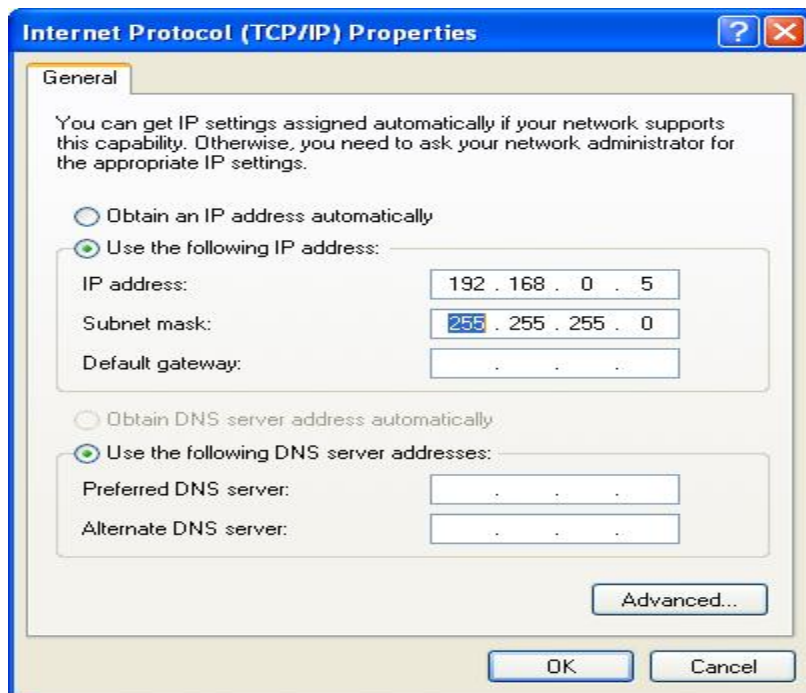 Internet Protocol (TCP/IP) Properties
?
General
You can get IP settings assigned automatically if your network supports
this capability. Otherwise, you need to ask your network administrator for
the appropriate IP settings.
Obtain an IP address automatically
Use the following IP address:
IP address: 192 . 168 . 0 . 5
Subnet mask: 255 . 255 . 255 . 0
Default gateway: . . .
Obtain DNS server address automatically
Use the following DNS server addresses:
Preferred DNS server: . . .
Alternate DNS server: . . .
Advanced...
OK Cancel